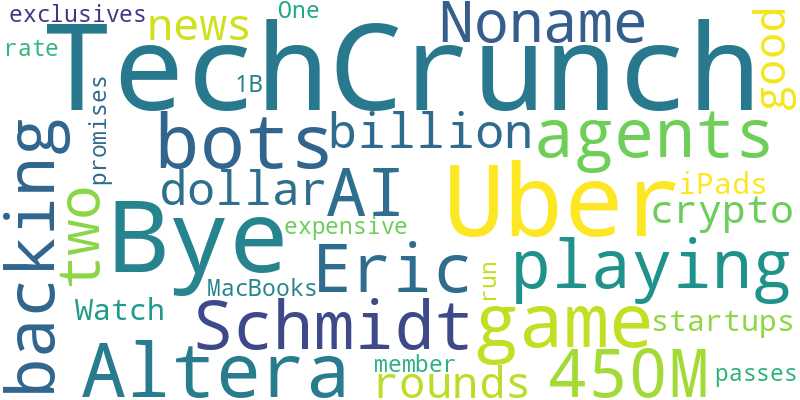 exclusives
news
One
Noname
good
rate
TechCrunch
1B
promises
backing
bots
billion
agents
two
dollar
AI
Uber
iPads
crypto
Bye
expensive
Eric
playing
MacBooks
run
Watch
Schmidt
game
startups
Altera
member
rounds
450M
passes